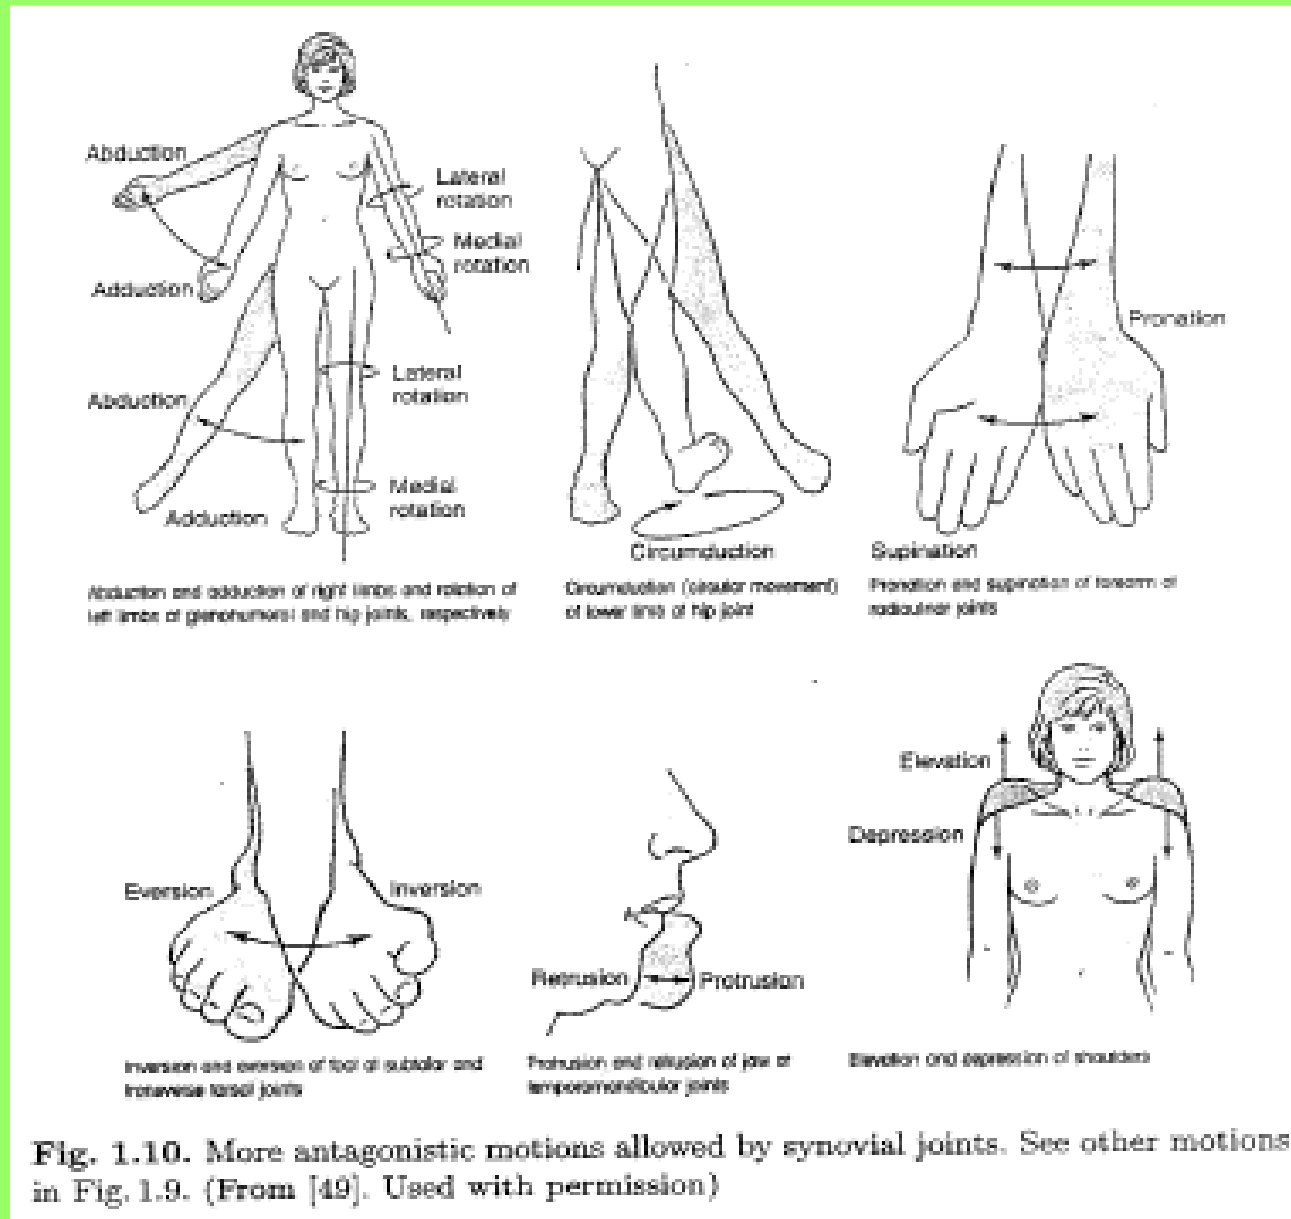 Abduction
Lateral
rotation
Medial
rotation
Adduction
Abduction
Lateral
rotation
Medial
rotation
Adduction
Abduction and adduction of right limbs and rotation of
left limbs of glenohumeral and hip joints, respectively
Circumduction
Circumduction (circular movement)
of lower limb of hip joint
Pronation
Supination
Pronation and supination of forearm of
radioulnar joints
Eversion
Inversion
Inversion and eversion of foot of subtalar and
transverse tarsal joints
Retrusion
Protrusion
Protrusion and retrusion of jaw of
temporomandibular joints
Elevation
Depression
Elevation and depression of shoulders
Fig. 1.10. More antagonistic motions allowed by synovial joints. See other motions
in Fig. 1.9. (From [49]. Used with permission)